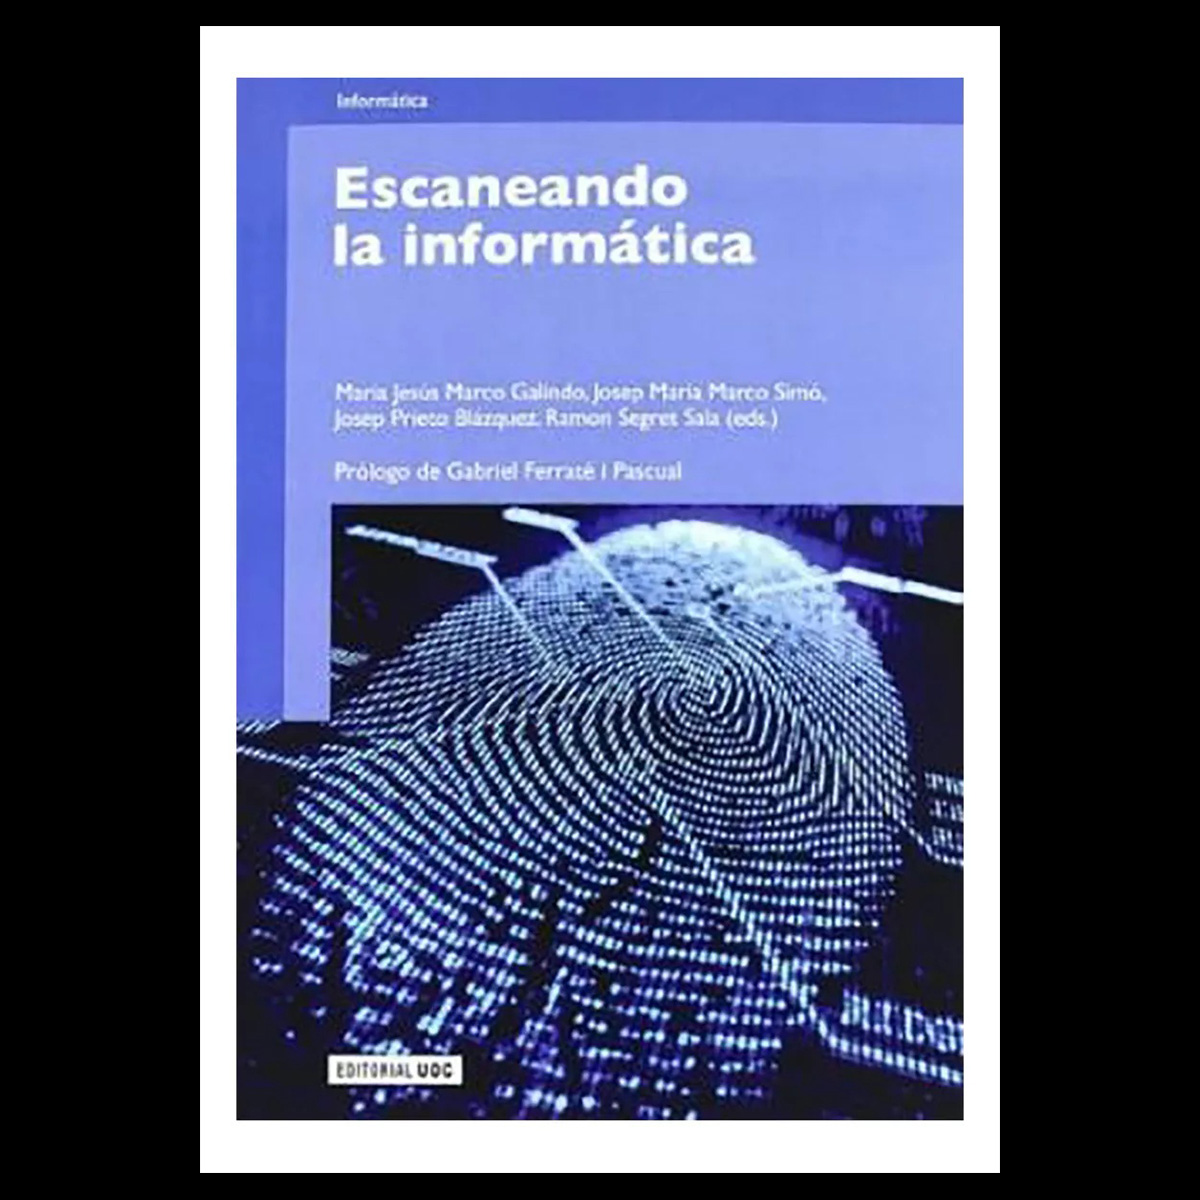 Informática
Escaneando
la informática
María Jesús Marco Galindo, Josep Maria Marco Simó,
Josep Prieto Blázquez, Ramon Segret Sala (eds.)
Prólogo de Gabriel Ferraté i Pascual
EDITORIAL UOC